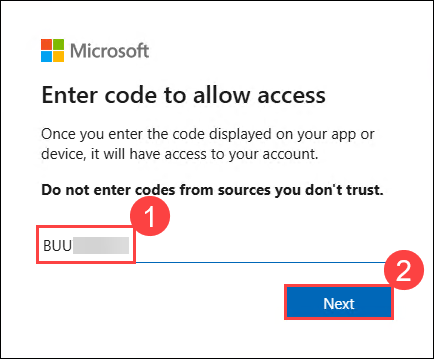 Microsoft
Enter code to allow access
Once you enter the code displayed on your app or
device, it will have access to your account.
Do not enter codes from sources you don't trust.
1
BUU
2
Next